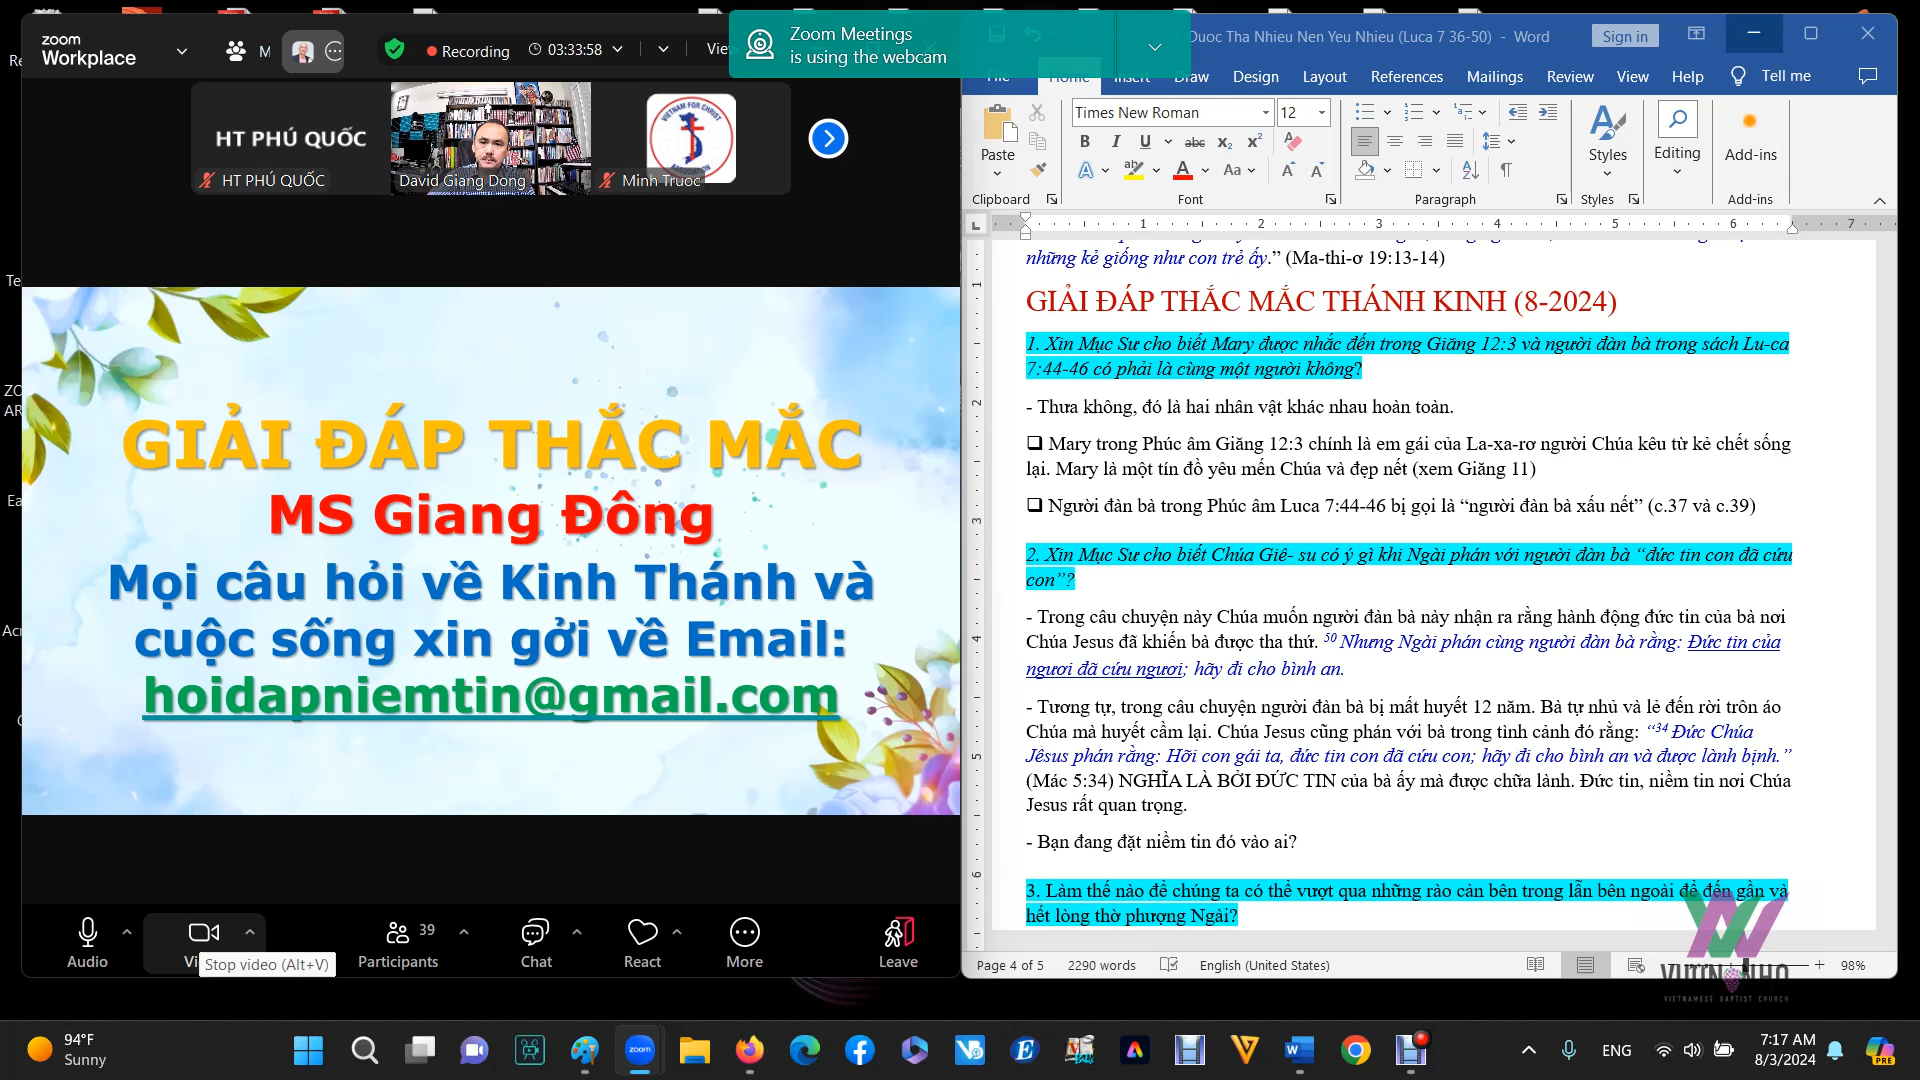 zoom
Workplace
M
Recording
03:33:58
View
Zoom Meetings
is using the webcam
Duoc Tha Nhieu Nen Yeu Nhieu (Luca 7 36-50) - Word
Sign in
File
Home
Insert
Draw
Design
Layout
References
Mailings
Review
View
Help
Tell me
HT PHÚ QUỐC
HT PHÚ QUỐC
David Giang Dong
VIETNAM FOR CHRIST
ASSOCIATION
Minh Truoc
Times New Roman
12
Paste
Styles
Editing
Add-ins
Clipboard
Font
Paragraph
Styles
Add-ins
GIẢI ĐÁP THẮC MẮC
MS Giang Đông
Mọi câu hỏi về Kinh Thánh và
cuộc sống xin gởi về Email:
hoidapniemtin@gmail.com
những kẻ giống như con trẻ ấy.” (Ma-thi-ơ 19:13-14)
GIẢI ĐÁP THẮC MẮC THÁNH KINH (8-2024)
1. Xin Mục Sư cho biết Mary được nhắc đến trong Giăng 12:3 và người đàn bà trong sách Lu-ca
7:44-46 có phải là cùng một người không?
- Thưa không, đó là hai nhân vật khác nhau hoàn toàn.
❑ Mary trong Phúc âm Giăng 12:3 chính là em gái của La-xa-rơ người Chúa kêu từ kẻ chết sống
lại. Mary là một tín đồ yêu mến Chúa và đẹp nết (xem Giăng 11)
❑ Người đàn bà trong Phúc âm Luca 7:44-46 bị gọi là “người đàn bà xấu nết” (c.37 và c.39)
2. Xin Mục Sư cho biết Chúa Giê- su có ý gì khi Ngài phán với người đàn bà “đức tin con đã cứu
con”?
- Trong câu chuyện này Chúa muốn người đàn bà này nhận ra rằng hành động đức tin của bà nơi
Chúa Jesus đã khiến bà được tha thứ. 50 Nhưng Ngài phán cùng người đàn bà rằng: Đức tin của
ngươi đã cứu ngươi; hãy đi cho bình an.
- Tương tự, trong câu chuyện người đàn bà bị mất huyết 12 năm. Bà tự nhủ và lẻ đến rời trôn áo
Chúa mà huyết cầm lại. Chúa Jesus cũng phán với bà trong tình cảnh đó rằng: “34 Đức Chúa
Jêsus phán rằng: Hỡi con gái ta, đức tin con đã cứu con; hãy đi cho bình an và được lành bịnh.”
(Mác 5:34) NGHĨA LÀ BỞI ĐỨC TIN của bà ấy mà được chữa lành. Đức tin, niềm tin nơi Chúa
Jesus rất quan trọng.
- Bạn đang đặt niềm tin đó vào ai?
3. Làm thế nào để chúng ta có thể vượt qua những rào cản bên trong lẫn bên ngoài để đến gần và
hết lòng thờ phượng Ngài?
Audio
Stop video (Alt+V)
39
Participants
Chat
React
More
Leave
Page 4 of 5
2290 words
English (United States)
98%
VƯỜN NHO
VIETNAMESE BAPTIST CHURCH
94°F
Sunny
zoom
ENG
7:17 AM
8/3/2024
PRE